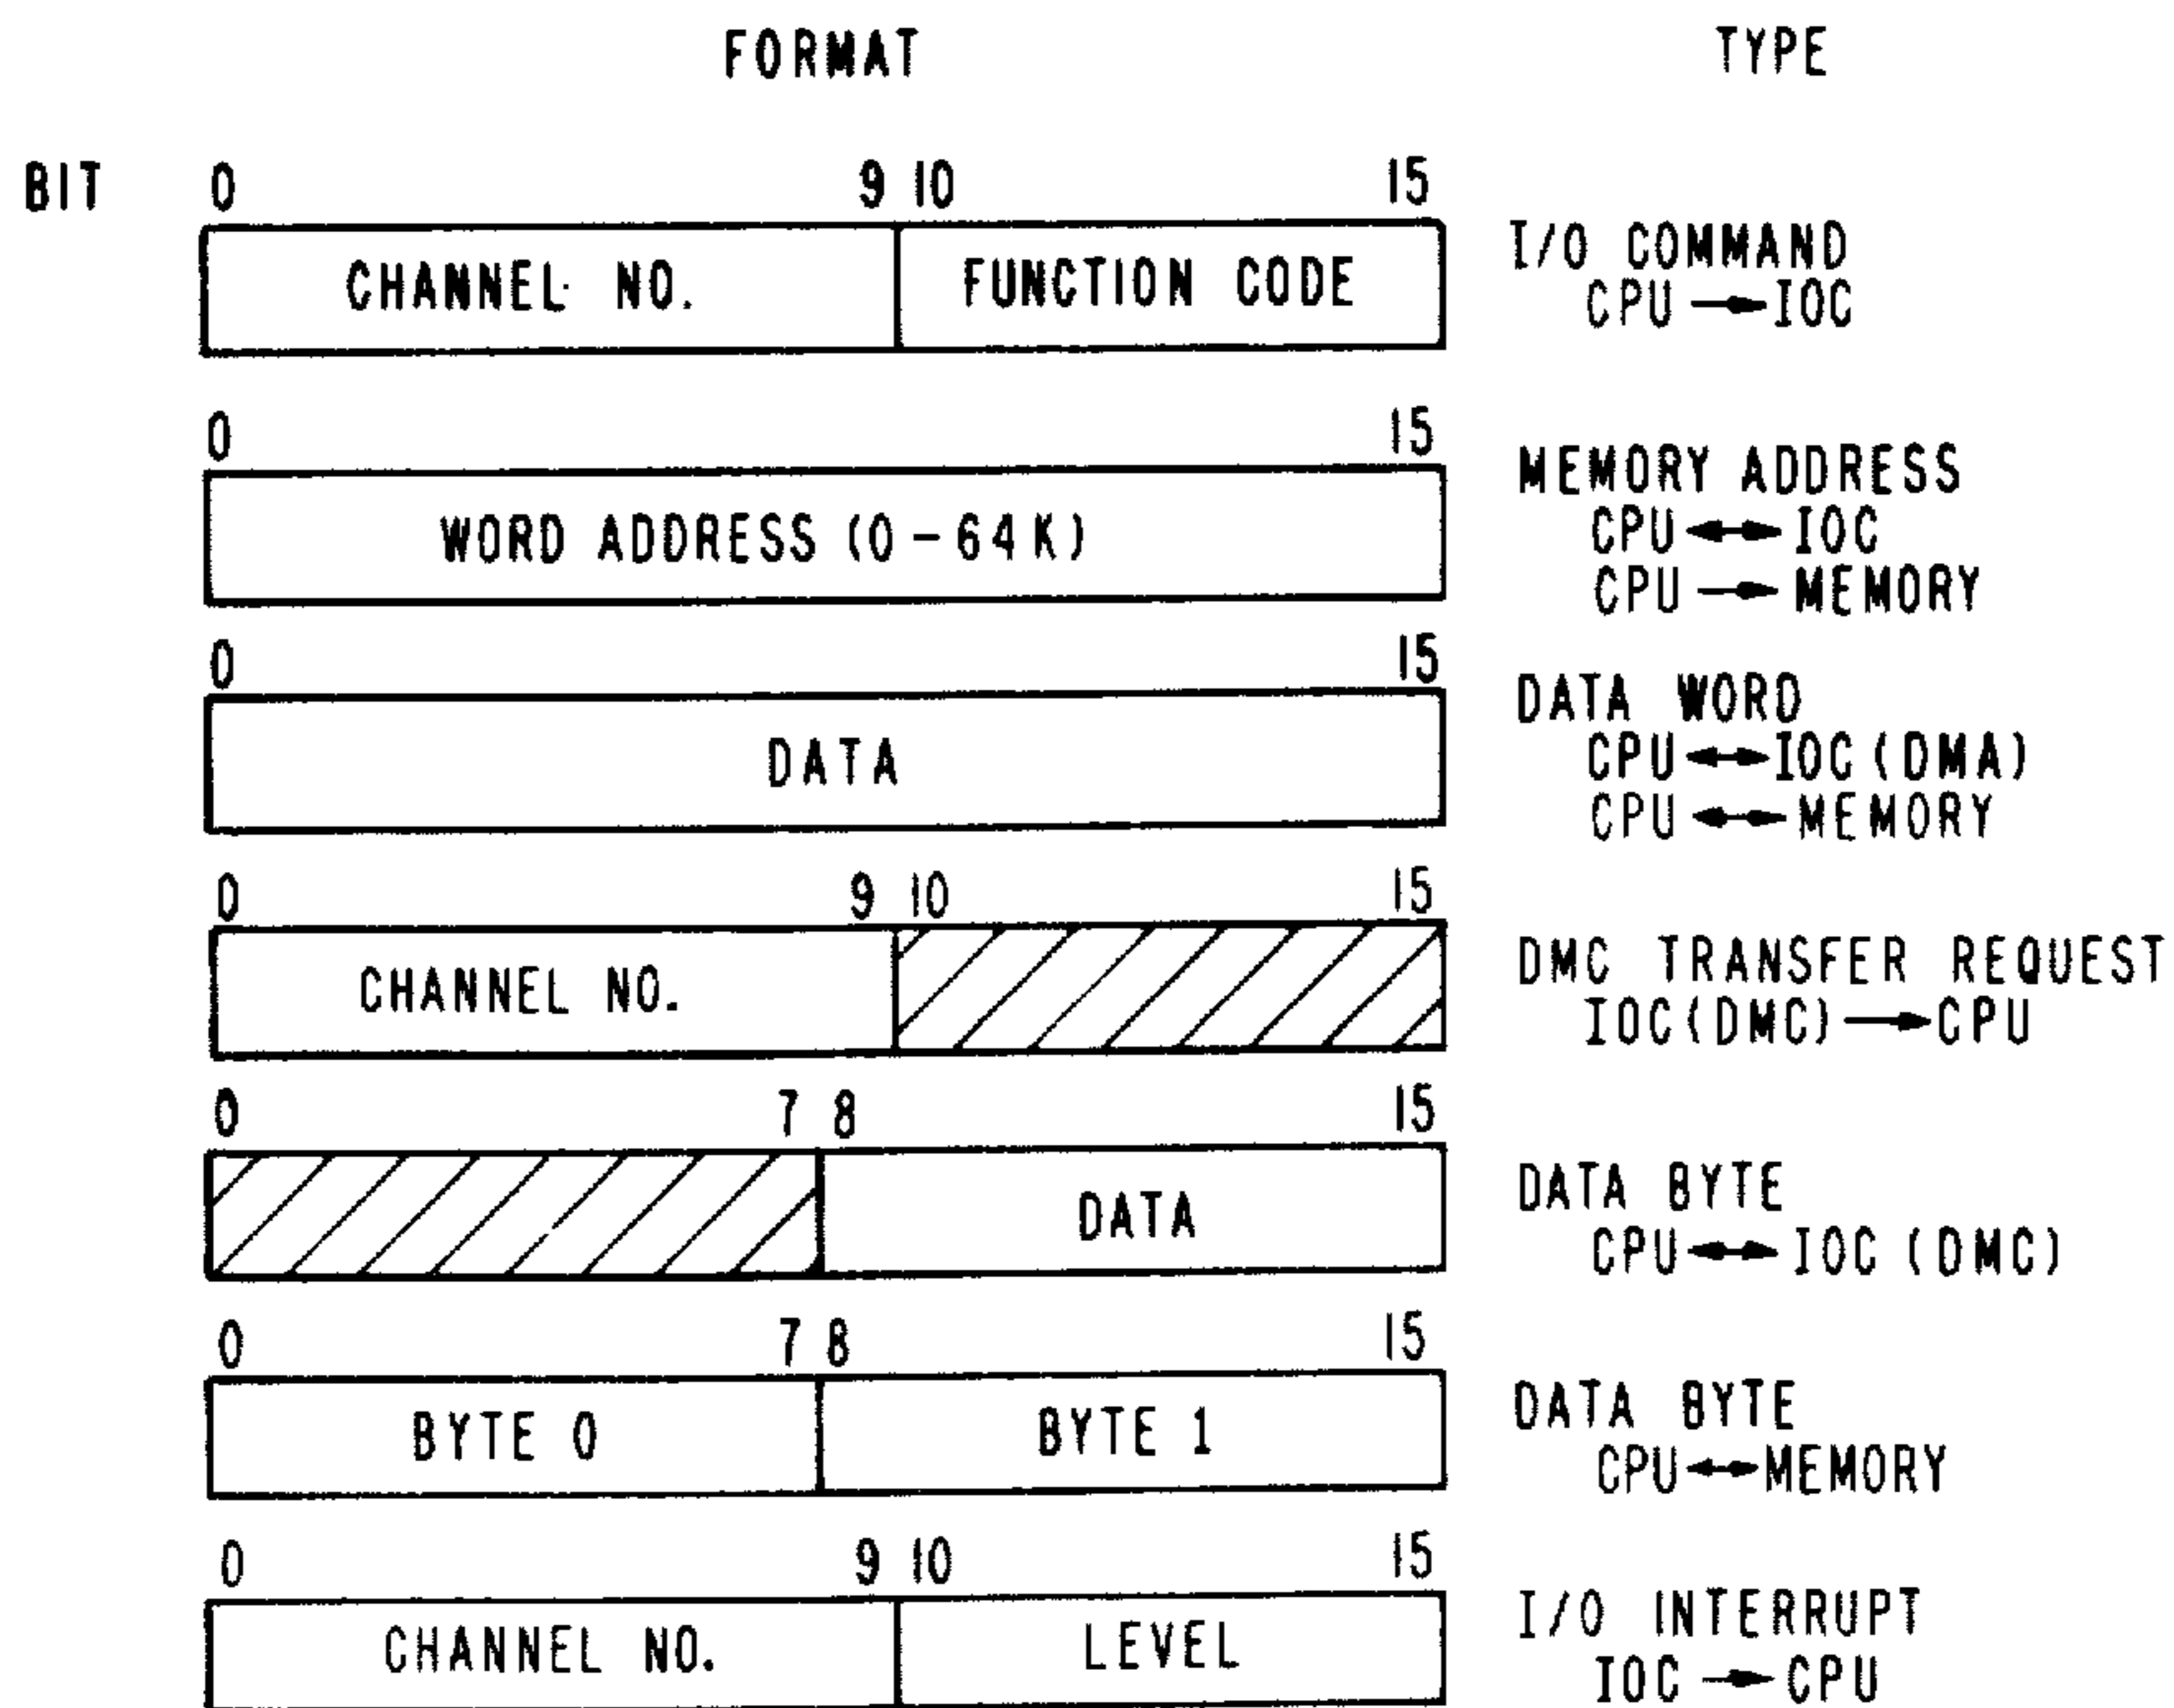 FORMAT TYPE
BIT 0 9 10 15
CHANNEL NO. FUNCTION CODE
I/O COMMAND
CPU → IOC
0 15
WORD ADDRESS (0-64K)
MEMORY ADDRESS
CPU ↔ IOC
CPU → MEMORY
0 15
DATA
DATA WORD
CPU ↔ IOC (DMA)
CPU ↔ MEMORY
0 9 10 15
CHANNEL NO.
DMC TRANSFER REQUEST
IOC(DMC) → CPU
0 7 8 15
DATA
DATA BYTE
CPU ↔ IOC (DMC)
0 7 8 15
BYTE 0 BYTE 1
DATA BYTE
CPU ↔ MEMORY
0 9 10 15
CHANNEL NO. LEVEL
I/O INTERRUPT
IOC → CPU